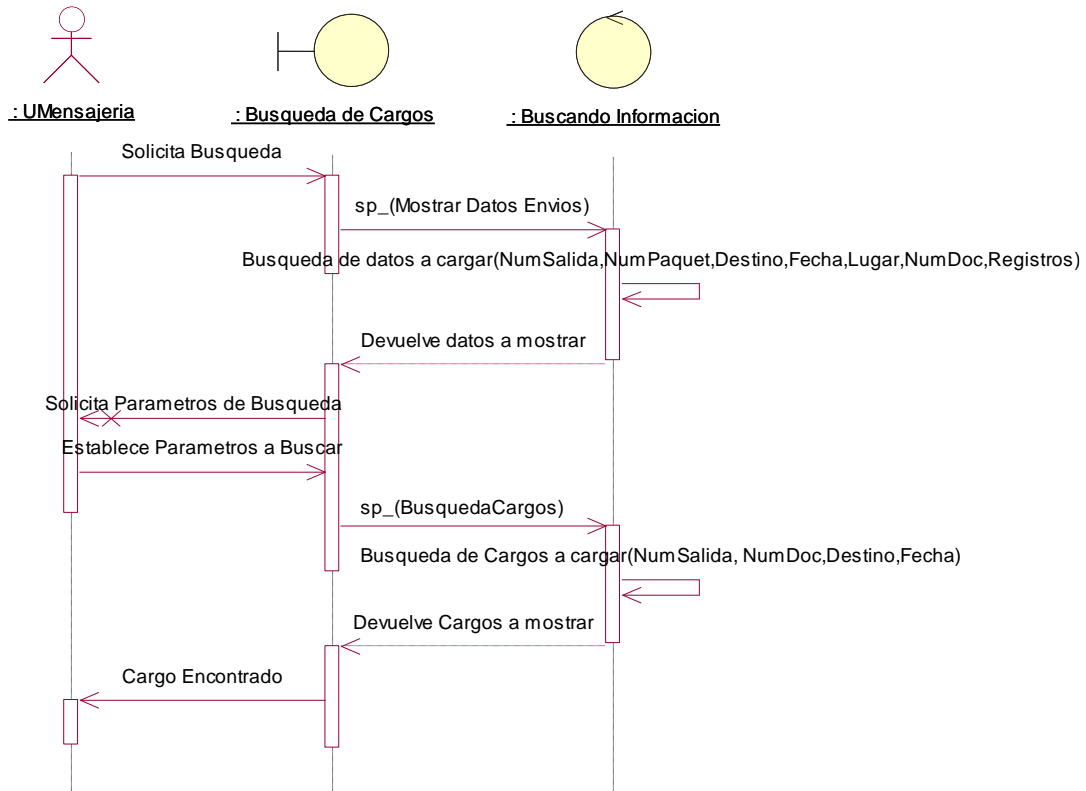 : UMensajeria
: Busqueda de Cargos
: Buscando Informacion
Solicita Busqueda
sp_(Mostrar Datos Envios)
Busqueda de datos a cargar(NumSalida,NumPaquet,Destino,Fecha,Lugar,NumDoc,Registros)
Devuelve datos a mostrar
Solicita Parametros de Busqueda
Establece Parametros a Buscar
sp_(BusquedaCargos)
Busqueda de Cargos a cargar(NumSalida, NumDoc,Destino,Fecha)
Devuelve Cargos a mostrar
Cargo Encontrado